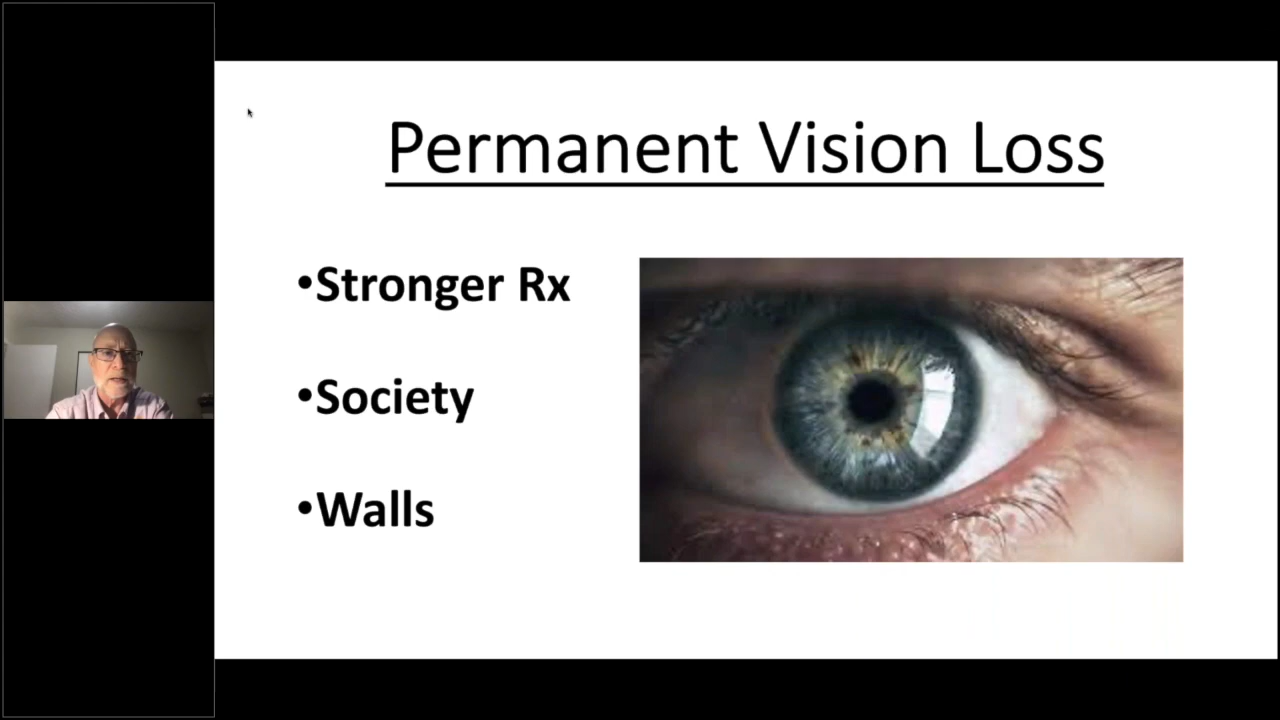 Permanent Vision Loss
•Stronger Rx
•Society
•Walls